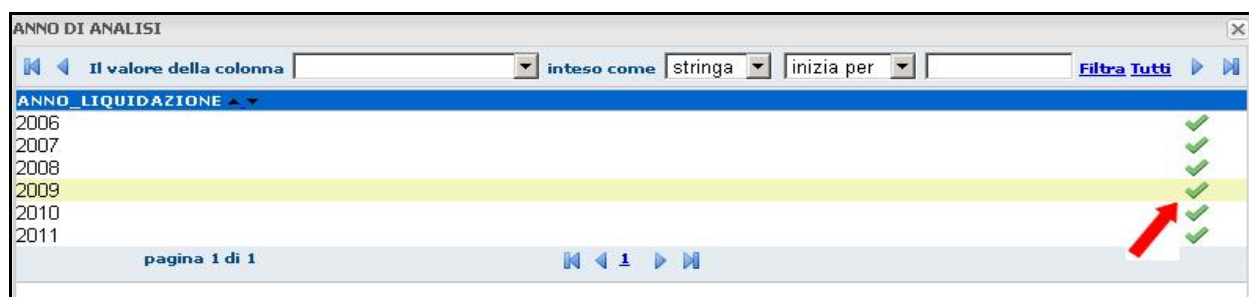 ANNO DI ANALISI
Il valore della colonna inteso come stringa inizia per Filtra Tutti
ANNO_LIQUIDAZIONE
2006
2007
2008
2009
2010
2011
pagina 1 di 1 1